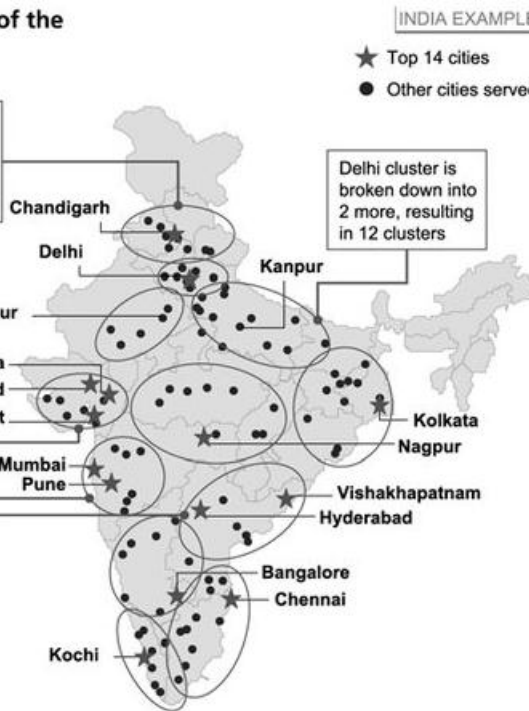 of the
INDIA EXAMPLE
Top 14 cities
Other cities served
Delhi cluster is
broken down into
2 more, resulting
in 12 clusters
Chandigarh
Delhi
Kanpur
ur
a
d
t
Kolkata
Nagpur
Mumbai
Pune
Vishakhapatnam
Hyderabad
Bangalore
Chennai
Kochi